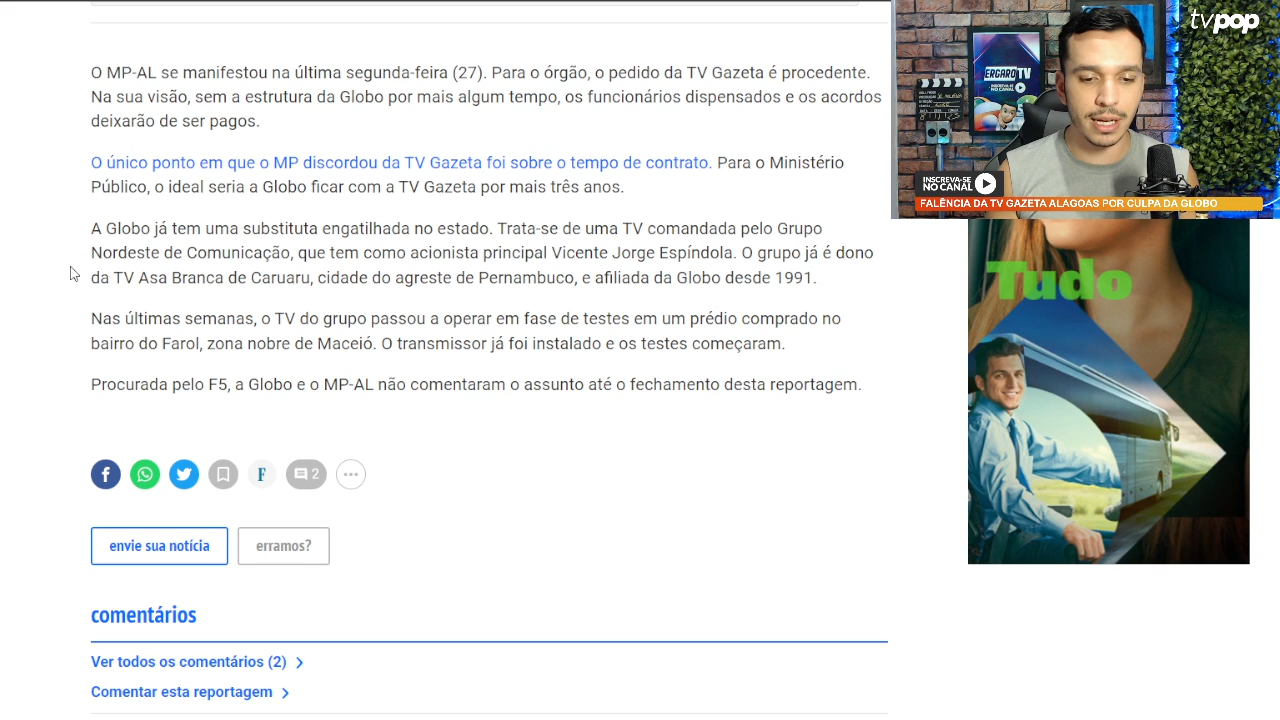 O MP-AL se manifestou na última segunda-feira (27). Para o órgão, o pedido da TV Gazeta é procedente.
Na sua visão, sem a estrutura da Globo por mais algum tempo, os funcionários dispensados e os acordos
deixarão de ser pagos.
O único ponto em que o MP discordou da TV Gazeta foi sobre o tempo de contrato. Para o Ministério
Público, o ideal seria a Globo ficar com a TV Gazeta por mais três anos.
A Globo já tem uma substituta engatilhada no estado. Trata-se de uma TV comandada pelo Grupo
Nordeste de Comunicação, que tem como acionista principal Vicente Jorge Espíndola. O grupo já é dono
da TV Asa Branca de Caruaru, cidade do agreste de Pernambuco, e afiliada da Globo desde 1991.
Nas últimas semanas, o TV do grupo passou a operar em fase de testes em um prédio comprado no
bairro do Farol, zona nobre de Maceió. O transmissor já foi instalado e os testes começaram.
Procurada pelo F5, a Globo e o MP-AL não comentaram o assunto até o fechamento desta reportagem.
F
2
envie sua notícia
erramos?
comentários
Ver todos os comentários (2)
Comentar esta reportagem
tvpop
ERGARO TV
INSCREVA-SE
NO CANAL
FALÊNCIA DA TV GAZETA ALAGOAS POR CULPA DA GLOBO
Tudo